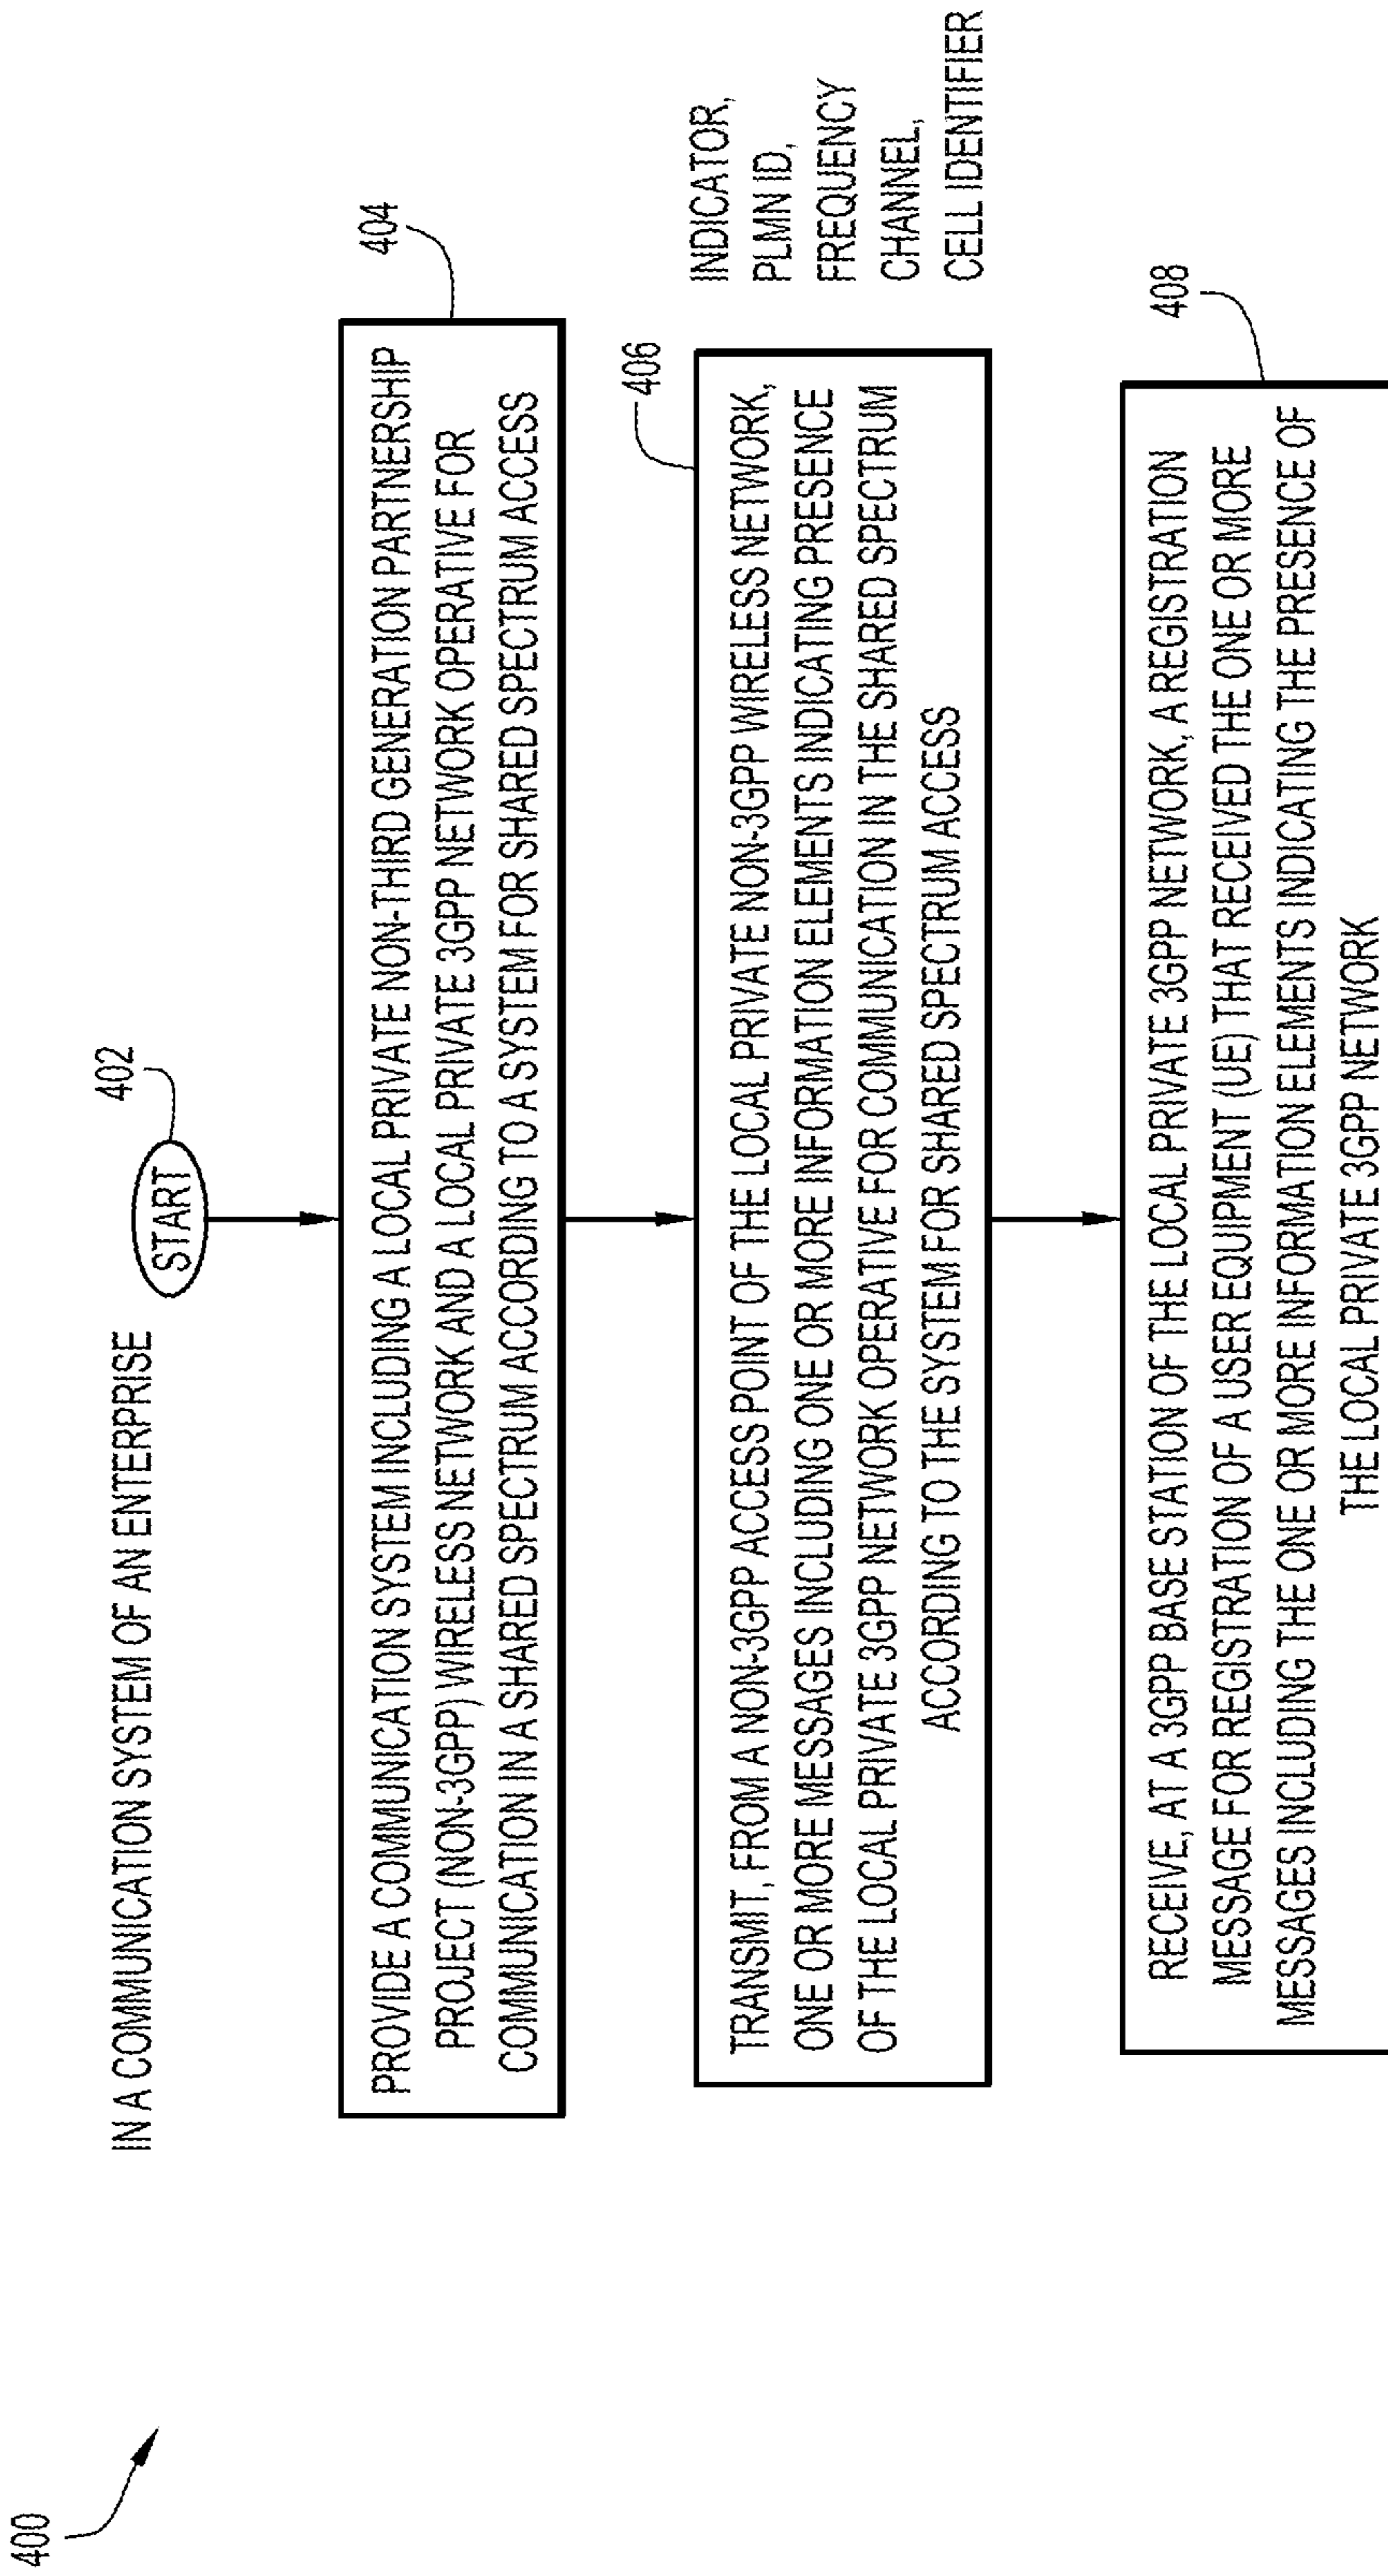 400
IN A COMMUNICATION SYSTEM OF AN ENTERPRISE
START
402
404
PROVIDE A COMMUNICATION SYSTEM INCLUDING A LOCAL PRIVATE NON-THIRD GENERATION PARTNERSHIP
PROJECT (NON-3GPP) WIRELESS NETWORK AND A LOCAL PRIVATE 3GPP NETWORK OPERATIVE FOR
COMMUNICATION IN A SHARED SPECTRUM ACCORDING TO A SYSTEM FOR SHARED SPECTRUM ACCESS
406
TRANSMIT, FROM A NON-3GPP ACCESS POINT OF THE LOCAL PRIVATE NON-3GPP WIRELESS NETWORK,
ONE OR MORE MESSAGES INCLUDING ONE OR MORE INFORMATION ELEMENTS INDICATING PRESENCE
OF THE LOCAL PRIVATE 3GPP NETWORK OPERATIVE FOR COMMUNICATION IN THE SHARED SPECTRUM
ACCORDING TO THE SYSTEM FOR SHARED SPECTRUM ACCESS
INDICATOR,
PLMN ID,
FREQUENCY
CHANNEL,
CELL IDENTIFIER
408
RECEIVE, AT A 3GPP BASE STATION OF THE LOCAL PRIVATE 3GPP NETWORK, A REGISTRATION
MESSAGE FOR REGISTRATION OF A USER EQUIPMENT (UE) THAT RECEIVED THE ONE OR MORE
MESSAGES INCLUDING THE ONE OR MORE INFORMATION ELEMENTS INDICATING THE PRESENCE OF
THE LOCAL PRIVATE 3GPP NETWORK